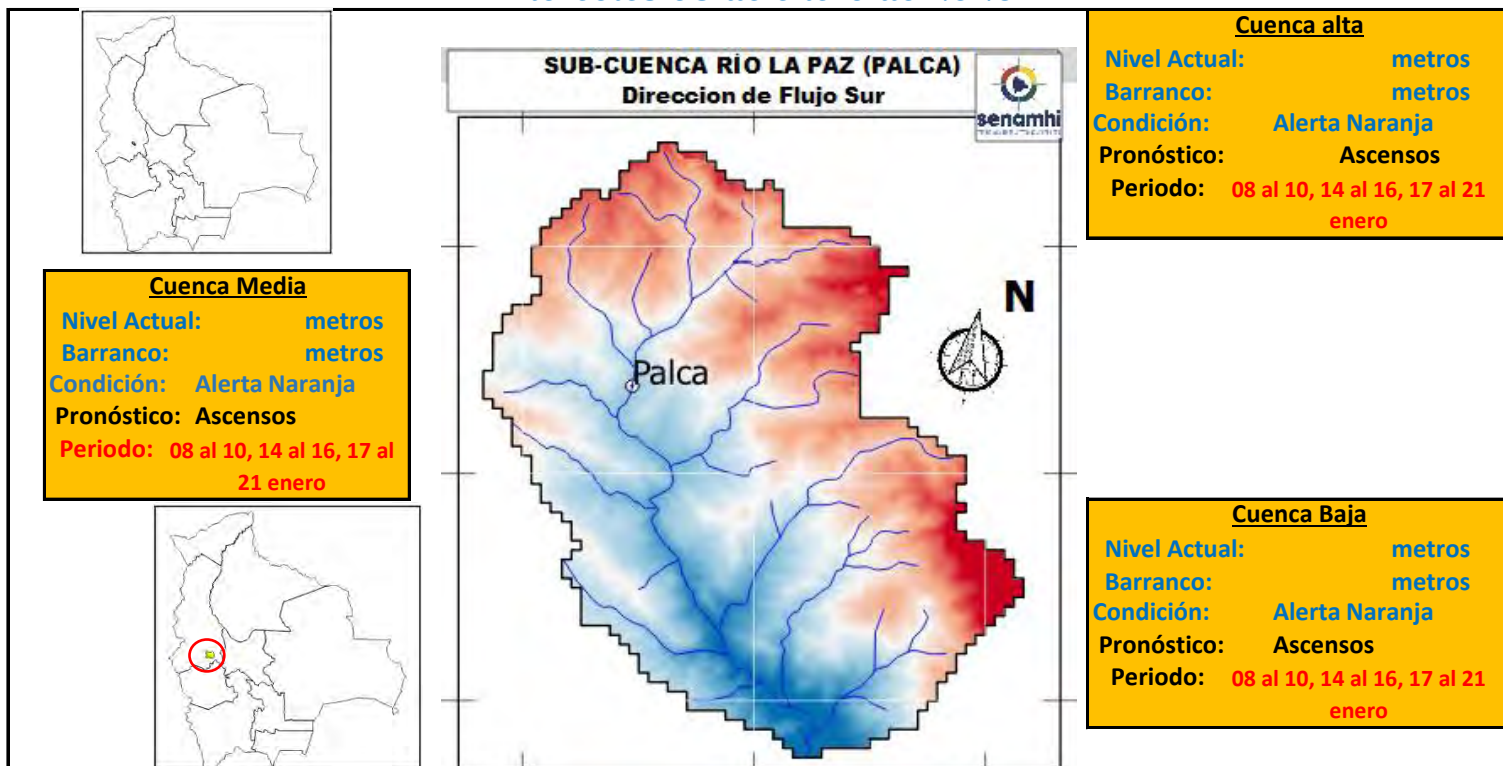 SUB-CUENCA RÍO LA PAZ (PALCA)
Direccion de Flujo Sur
senamhi
Cuenca alta
Nivel Actual: metros
Barranco: metros
Condición: Alerta Naranja
Pronóstico: Ascensos
Periodo: 08 al 10, 14 al 16, 17 al 21
enero
Cuenca Media
Nivel Actual: metros
Barranco: metros
Condición: Alerta Naranja
Pronóstico: Ascensos
Periodo: 08 al 10, 14 al 16, 17 al
21 enero
N
Palca
Cuenca Baja
Nivel Actual: metros
Barranco: metros
Condición: Alerta Naranja
Pronóstico: Ascensos
Periodo: 08 al 10, 14 al 16, 17 al 21
enero